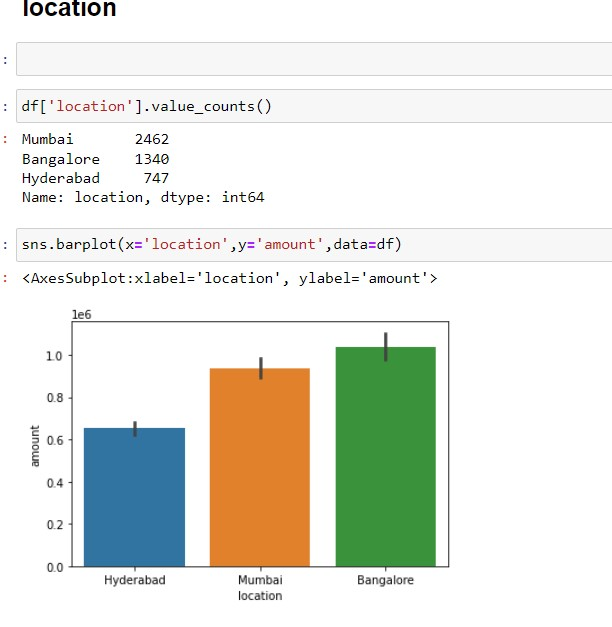 location
:
: df['location'].value_counts()
: Mumbai 2462
Bangalore 1340
Hyderabad 747
Name: location, dtype: int64
: sns.barplot(x='location',y='amount',data=df)
: <AxesSubplot:xlabel='location', ylabel='amount'>
1e6
1.0
0.8
0.6
0.4
0.2
0.0
amount
Hyderabad Mumbai Bangalore
location